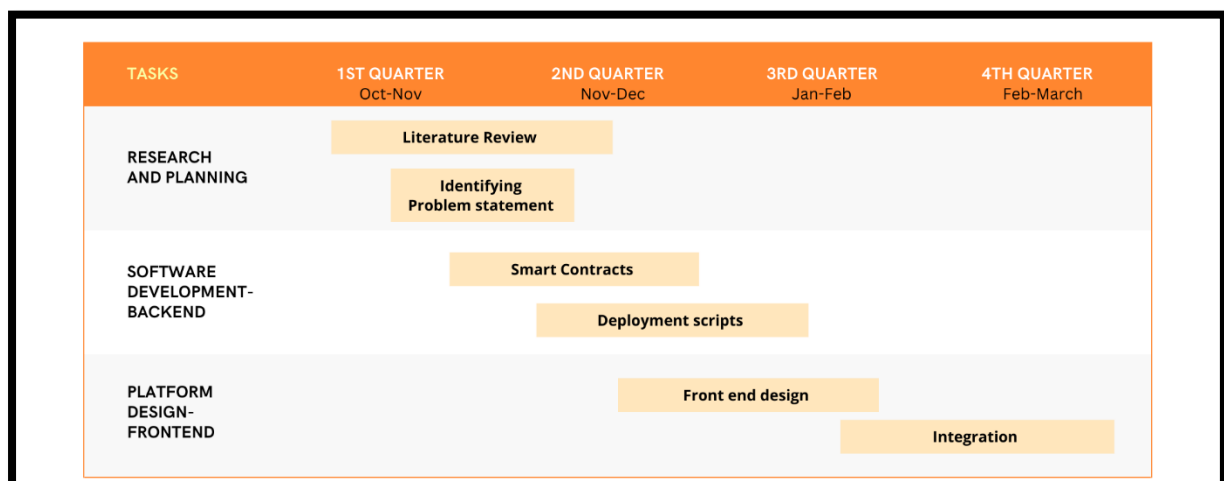 TASKS
1ST QUARTER
Oct-Nov
2ND QUARTER
Nov-Dec
3RD QUARTER
Jan-Feb
4TH QUARTER
Feb-March
RESEARCH
AND PLANNING
Literature Review
Identifying
Problem statement
SOFTWARE
DEVELOPMENT-
BACKEND
Smart Contracts
Deployment scripts
PLATFORM
DESIGN-
FRONTEND
Front end design
Integration